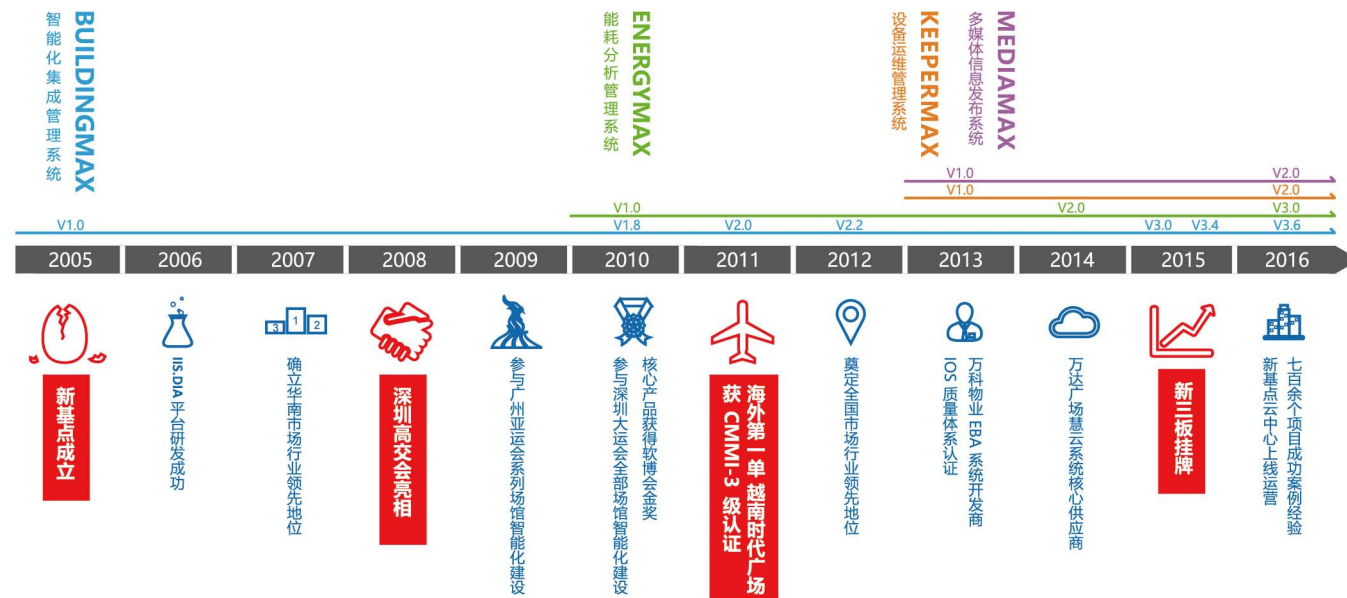 BUILDINGMAX
智能化集成管理系统
ENERGYMAX
能耗分析管理系统
KEEPERMAX
设备运维管理系统
MEDIAMAX
多媒体信息发布系统
V1.0 V2.0
V1.0 V2.0
V1.0 V2.0 V3.0
V1.0 V1.8 V2.0 V2.2 V3.0 V3.4 V3.6
2005 2006 2007 2008 2009 2010 2011 2012 2013 2014 2015 2016
3 1 2
新基点成立
IIS.DIA 平台研发成功
确立华南市场行业领先地位
深圳高交会亮相
参与广州亚运会系列场馆智能化建设
核心产品获得软博会金奖
参与深圳大运会全部场馆智能化建设
海外第一单 越南时代广场
获 CMMI-3 级认证
奠定全国市场行业领先地位
万科物业 EBA 系统开发商
IOS 质量体系认证
万达广场慧云系统核心供应商
新三板挂牌
七百余个项目成功案例经验
新基点云中心上线运营